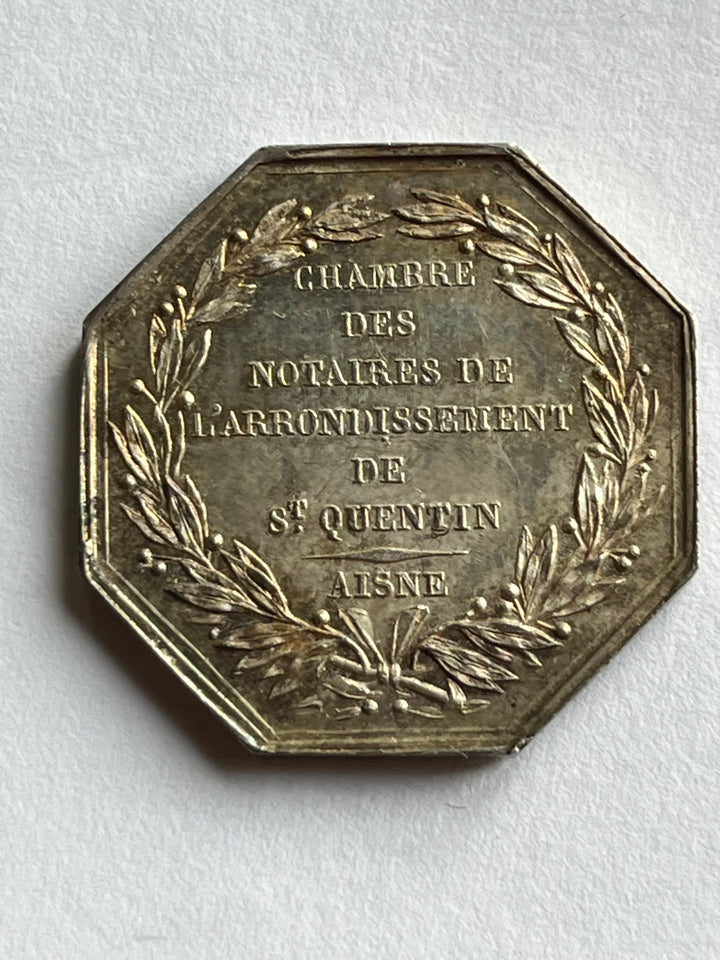 CHAMBRE
DES
NOTAIRES DE
L'ARRONDISSEMENT
DE
ST. QUENTIN
AISNE